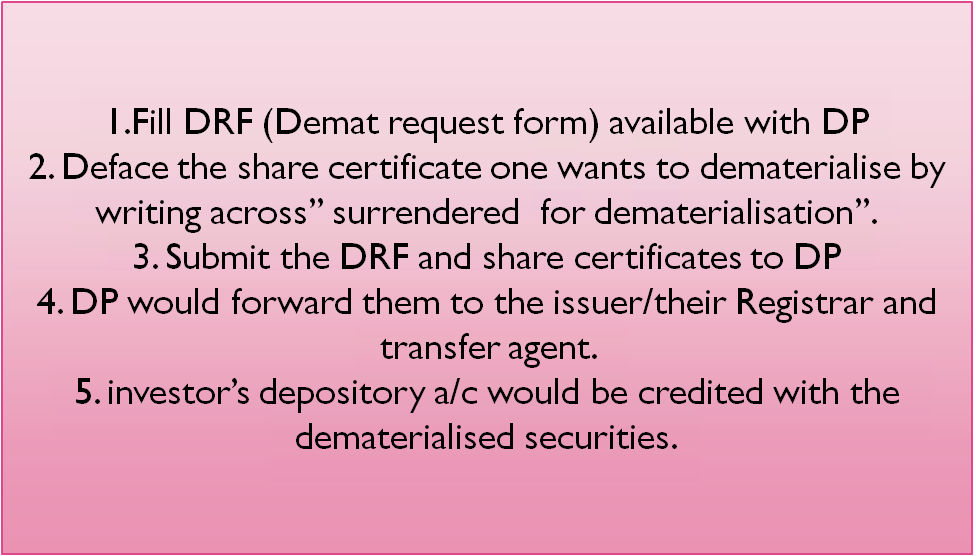 1.Fill DRF (Demat request form) available with DP
2. Deface the share certificate one wants to dematerialise by
writing across” surrendered  for dematerialisation”.
3. Submit the DRF and share certificates to DP
4. DP would forward them to the issuer/their Registrar and
transfer agent.
5. investor’s depository a/c would be credited with the
dematerialised securities.